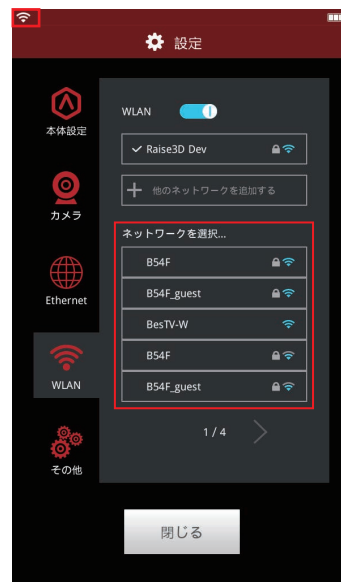 設定
本体設定
カメラ
Ethernet
WLAN
その他
WLAN
Raise3D Dev
他のネットワークを追加する
ネットワークを選択...
B54F
B54F_guest
BesTV-W
B54F
B54F_guest
1 / 4
閉じる